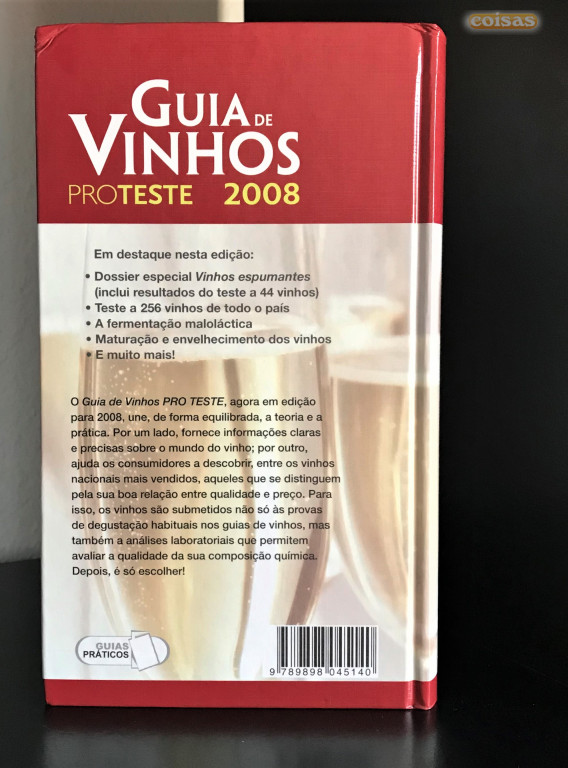 coisas
GUIA DE
VINHOS
PROTESTE 2008
Em destaque nesta edição:
• Dossier especial Vinhos espumantes
(inclui resultados do teste a 44 vinhos)
• Teste a 256 vinhos de todo o país
• A fermentação maloláctica
• Maturação e envelhecimento dos vinhos
• E muito mais!
O Guia de Vinhos PRO TESTE, agora em edição
para 2008, une, de forma equilibrada, a teoria e a
prática. Por um lado, fornece informações claras
e precisas sobre o mundo do vinho; por outro,
ajuda os consumidores a descobrir, entre os vinhos
nacionais mais vendidos, aqueles que se distinguem
pela sua boa relação entre qualidade e preço. Para
isso, os vinhos são submetidos não só às provas
de degustação habituais nos guias de vinhos, mas
também a análises laboratoriais que permitem
avaliar a qualidade da sua composição química.
Depois, é só escolher!
GUIAS
PRÁTICOS
9 789898 045140